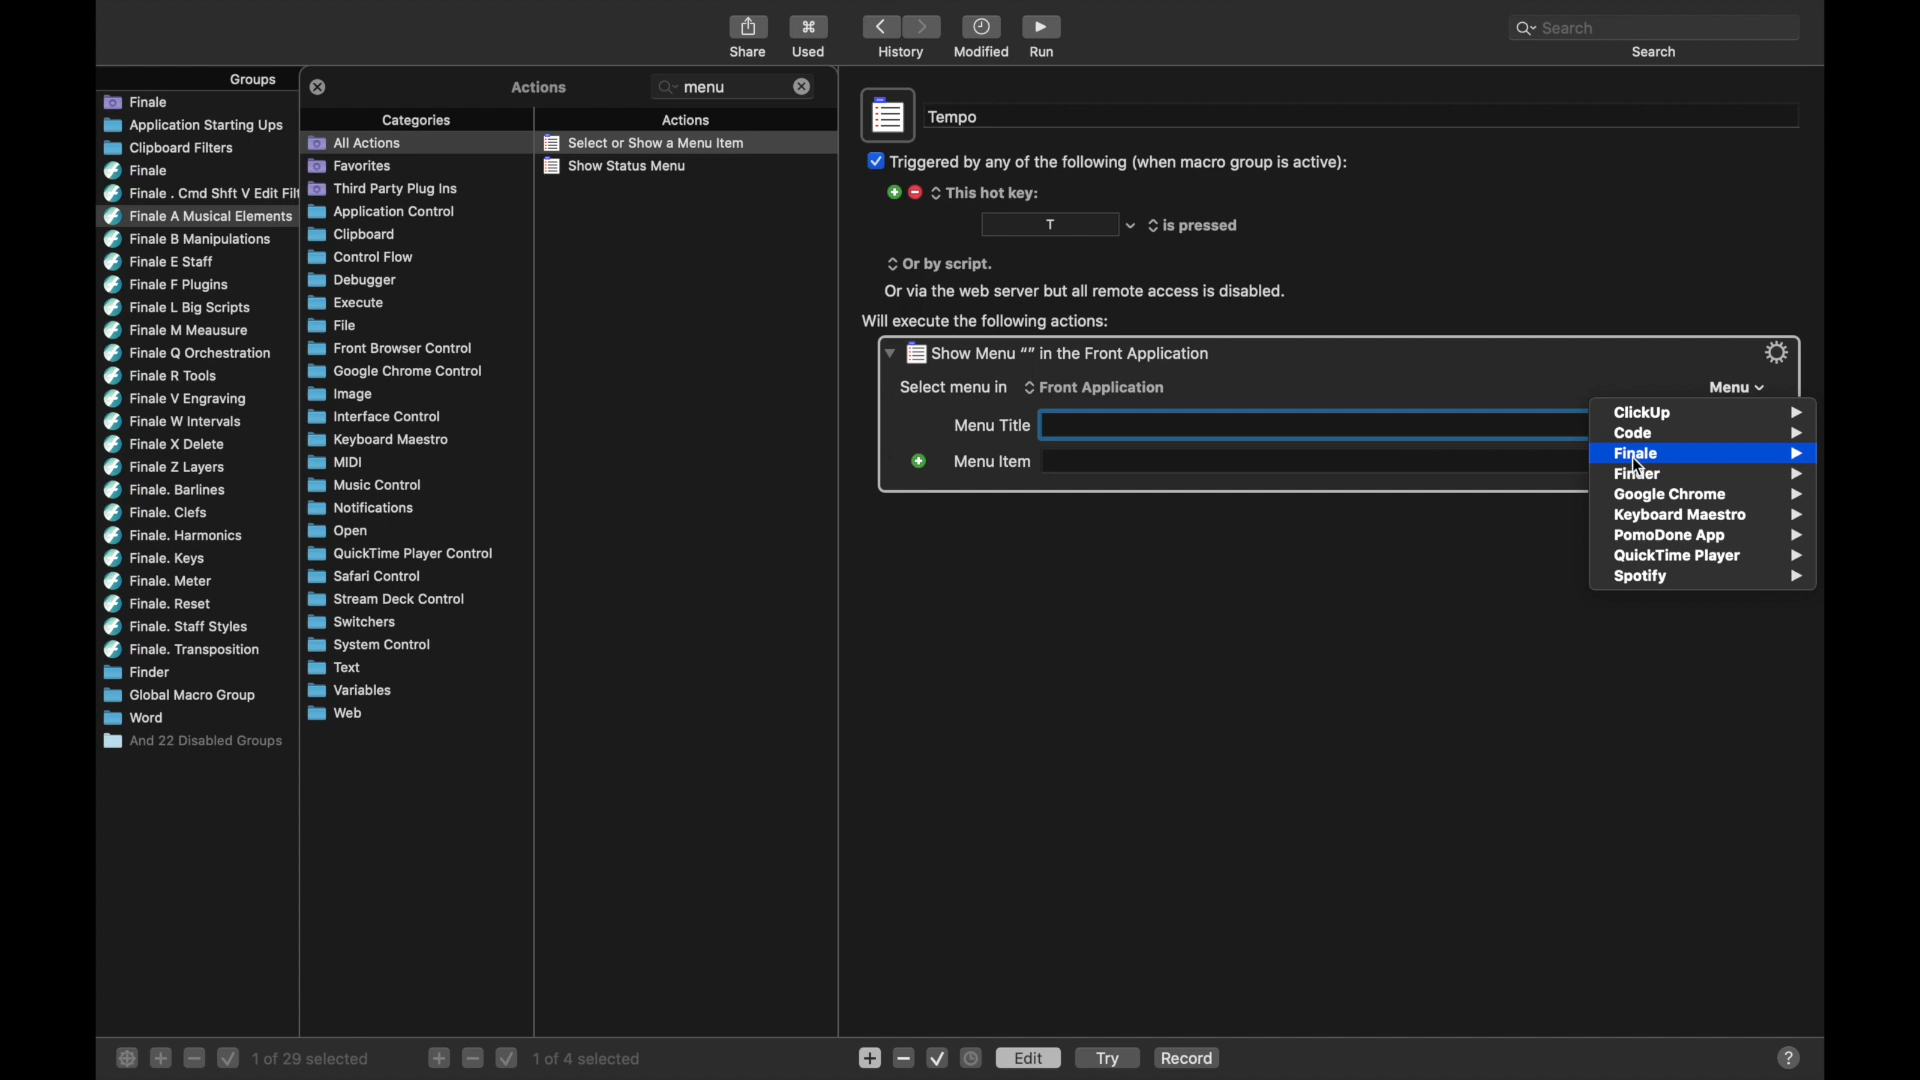 Share
Used
History
Modified
Run
Search
Search
Groups
Finale
Application Starting Ups
Clipboard Filters
Finale
Finale . Cmd Shft V Edit Filt
Finale A Musical Elements
Finale B Manipulations
Finale E Staff
Finale F Plugins
Finale L Big Scripts
Finale M Meausure
Finale Q Orchestration
Finale R Tools
Finale V Engraving
Finale W Intervals
Finale X Delete
Finale Z Layers
Finale. Barlines
Finale. Clefs
Finale. Harmonics
Finale. Keys
Finale. Meter
Finale. Reset
Finale. Staff Styles
Finale. Transposition
Finder
Global Macro Group
Word
And 22 Disabled Groups
Actions
menu
Categories
All Actions
Favorites
Third Party Plug Ins
Application Control
Clipboard
Control Flow
Debugger
Execute
File
Front Browser Control
Google Chrome Control
Image
Interface Control
Keyboard Maestro
MIDI
Music Control
Notifications
Open
QuickTime Player Control
Safari Control
Stream Deck Control
Switchers
System Control
Text
Variables
Web
Actions
Select or Show a Menu Item
Show Status Menu
Tempo
Triggered by any of the following (when macro group is active):
This hot key:
T
is pressed
Or by script.
Or via the web server but all remote access is disabled.
Will execute the following actions:
Show Menu “” in the Front Application
Select menu in Front Application
Menu
Menu Title
Menu Item
ClickUp
Code
Finale
Finder
Google Chrome
Keyboard Maestro
PomoDone App
QuickTime Player
Spotify
1 of 29 selected
1 of 4 selected
Edit
Try
Record
?